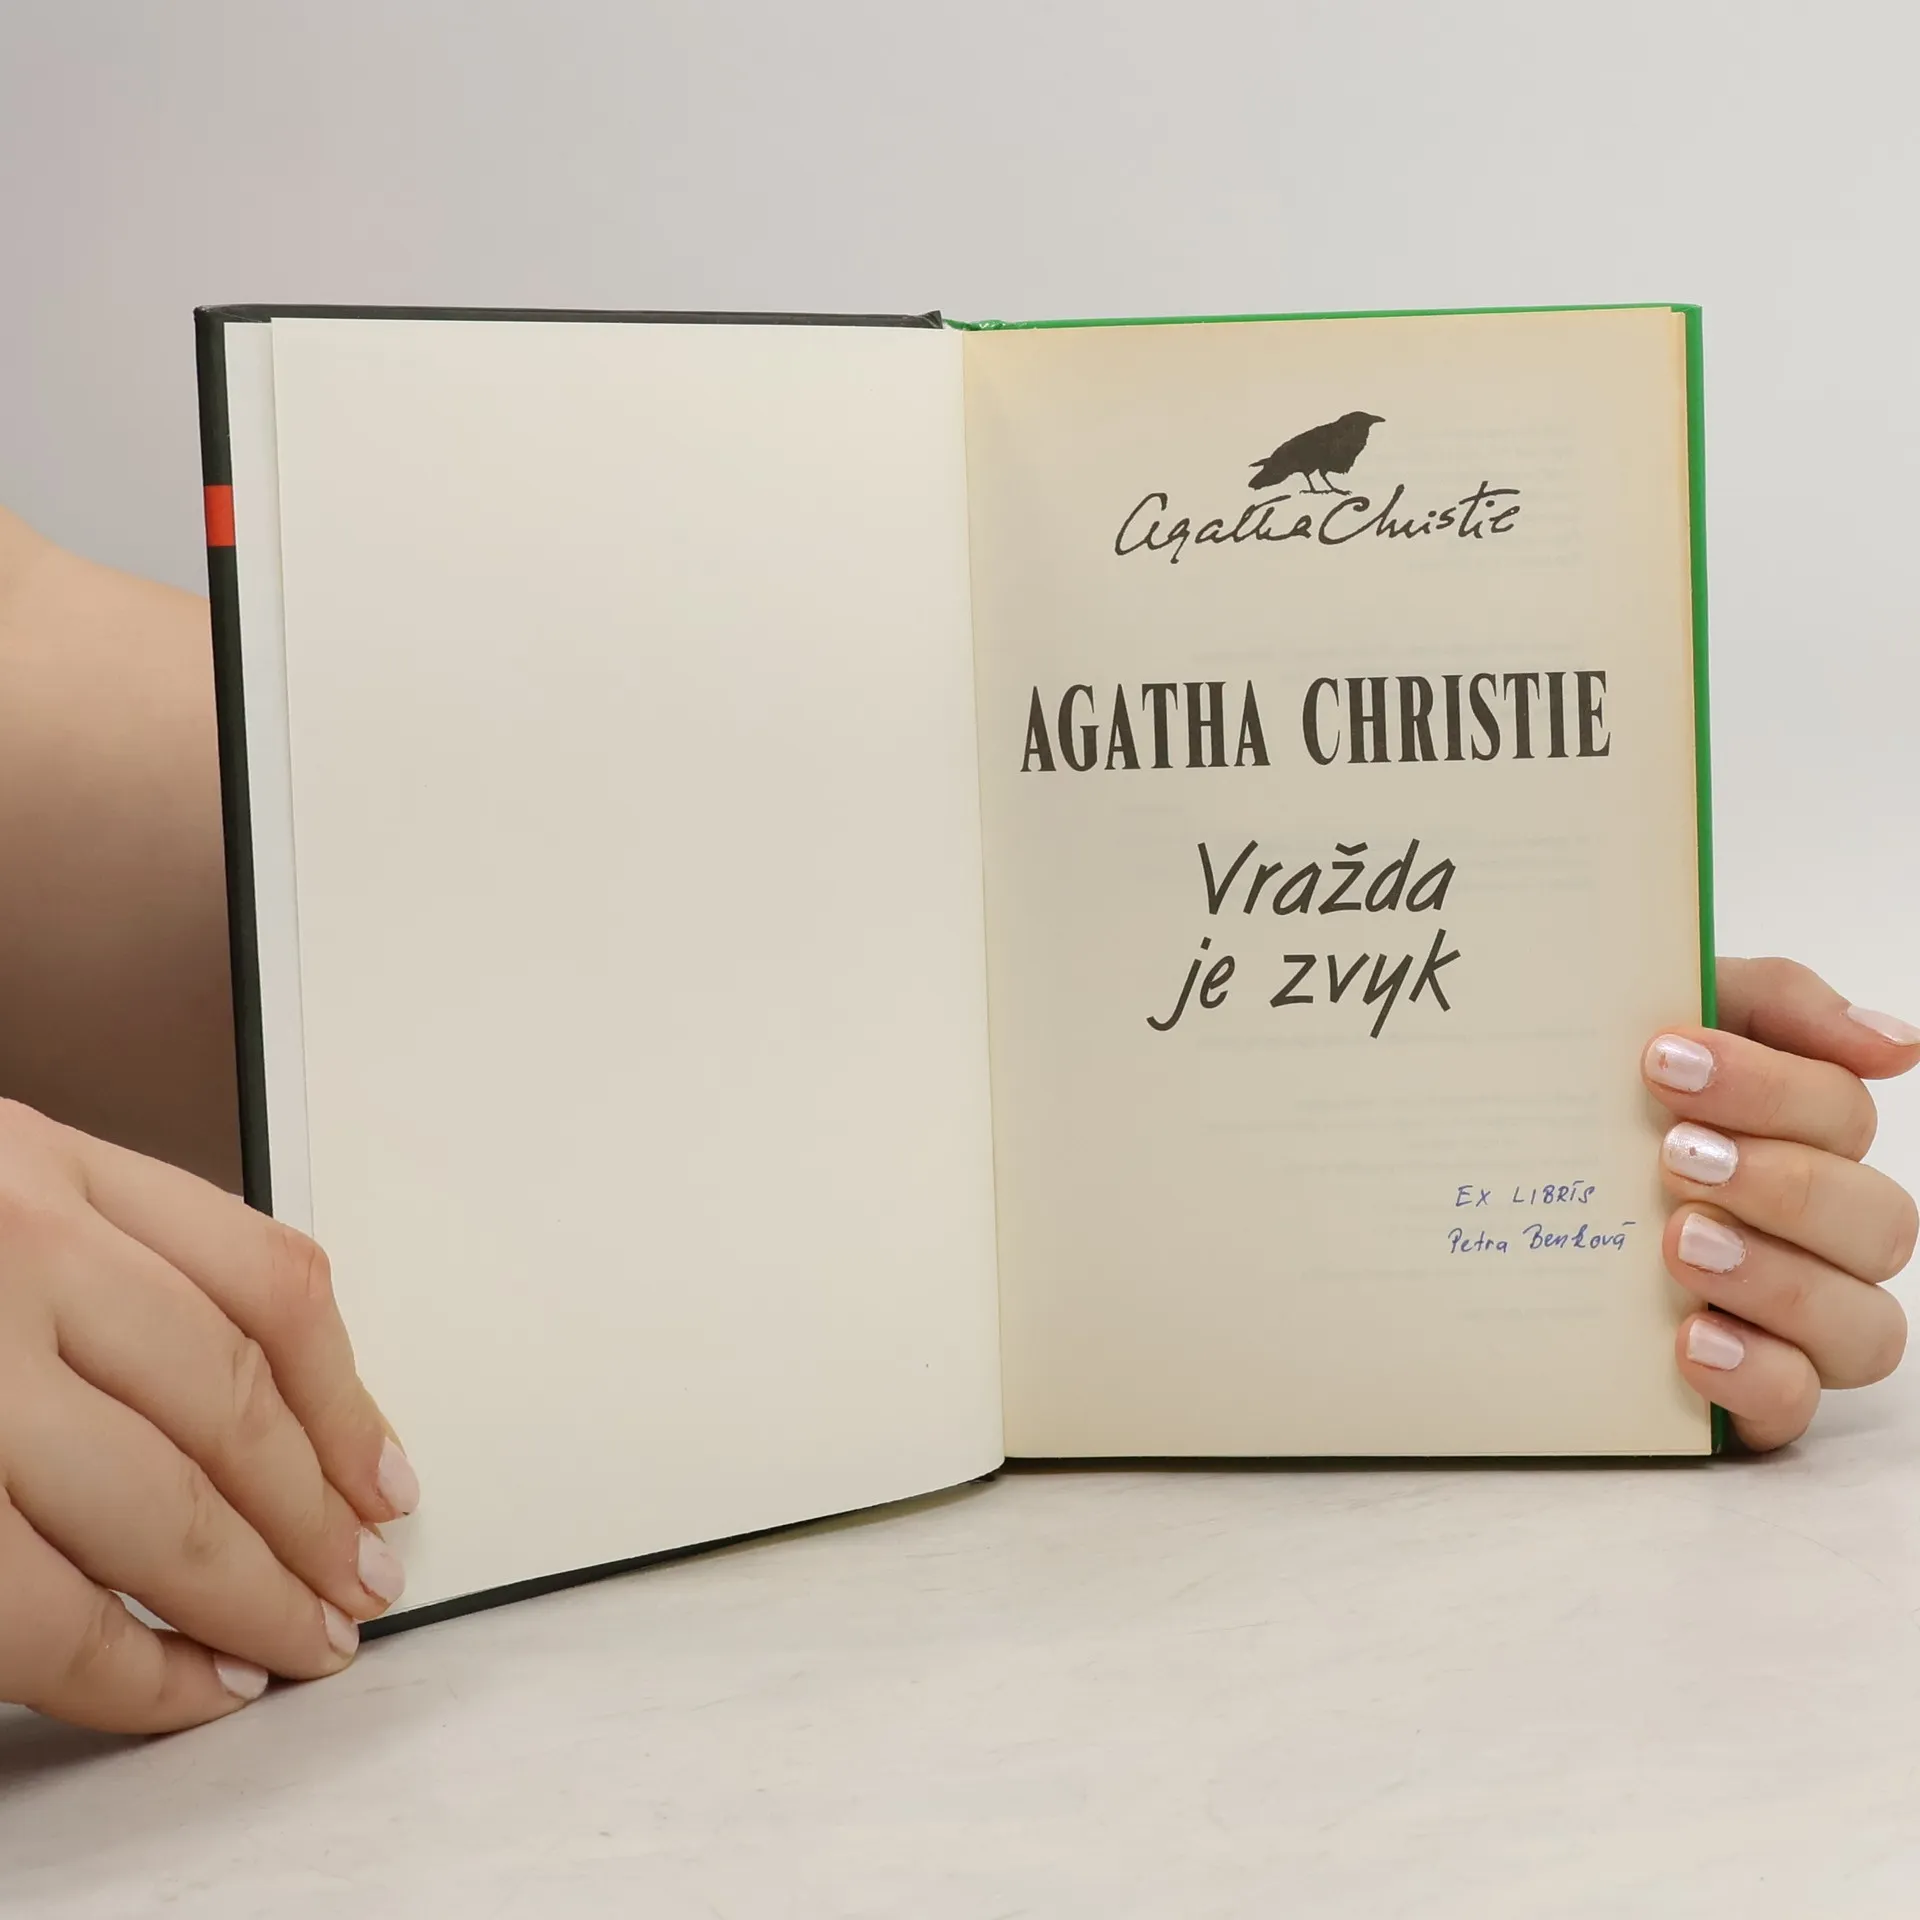 Agatha Christie
AGATHA CHRISTIE
Vražda
je zvyk
EX LIBRIS
Petra Benková